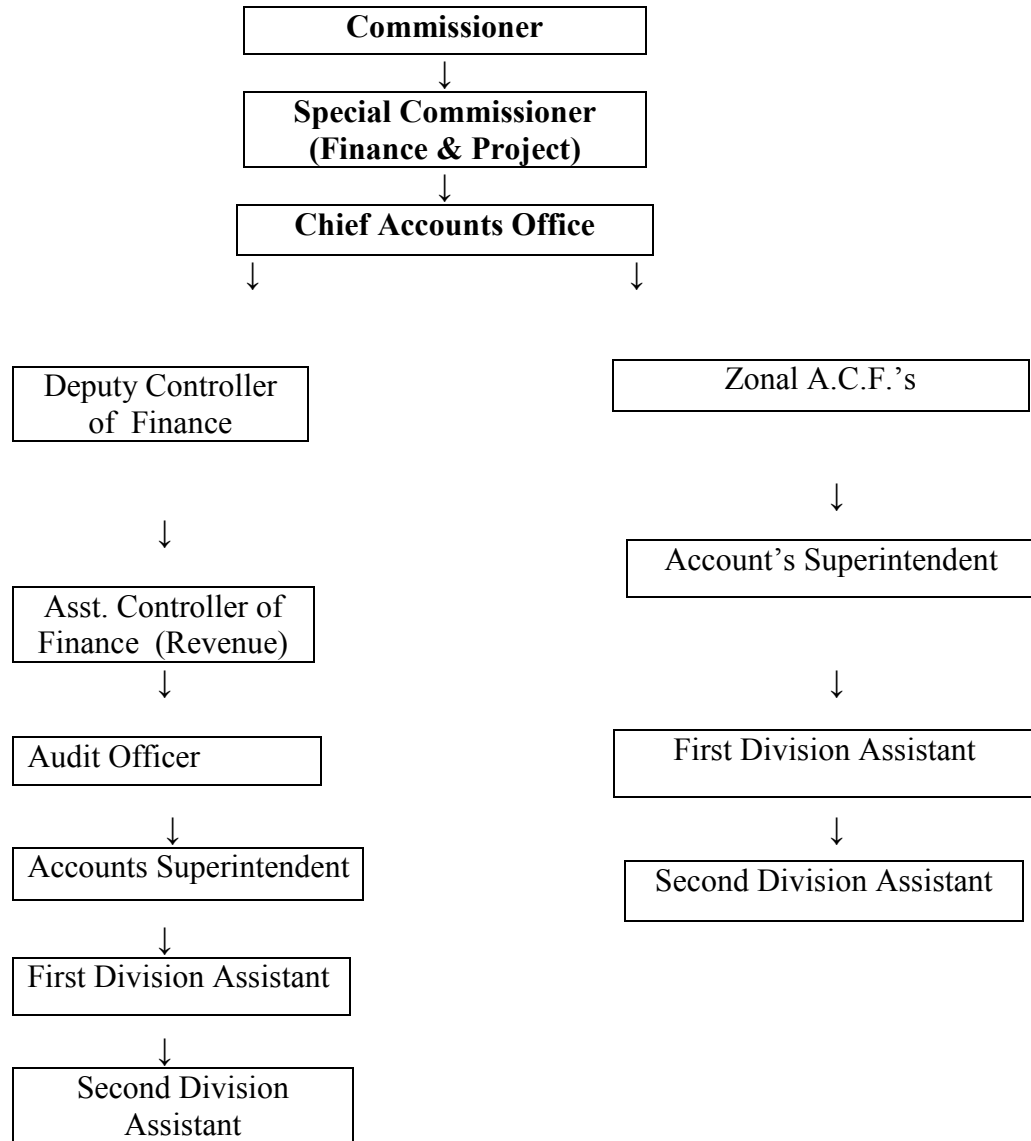 Commissioner
↓
Special Commissioner
(Finance & Project)
↓
Chief Accounts Office
↓ ↓
Deputy Controller
of Finance
↓
Asst. Controller of
Finance (Revenue)
↓
Audit Officer
↓
Accounts Superintendent
↓
First Division Assistant
↓
Second Division
Assistant
Zonal A.C.F.’s
↓
Account’s Superintendent
↓
First Division Assistant
↓
Second Division Assistant